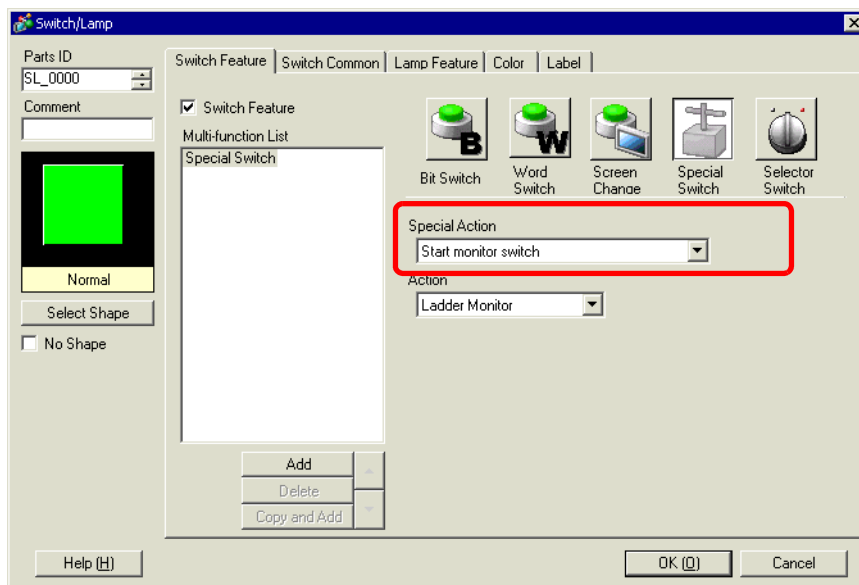 Switch/Lamp
Parts ID
SL_0000
Comment
Normal
Select Shape
No Shape
Switch Feature
Switch Common
Lamp Feature
Color
Label
Switch Feature
Multi-function List
Special Switch
Add
Delete
Copy and Add
B
Bit Switch
W
Word
Switch
Screen
Change
Special
Switch
Selector
Switch
Special Action
Start monitor switch
Action
Ladder Monitor
Help (H)
OK (O)
Cancel